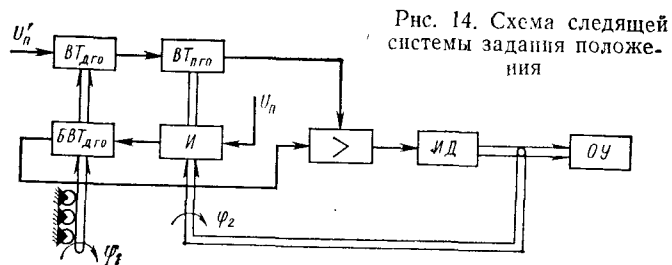 Рис. 14. Схема следящей
системы задания положе-
ния
U'п
ВТдго
ВТпго
Uп
БВТдго
И
>
ИД
ОУ
φ2
φ1